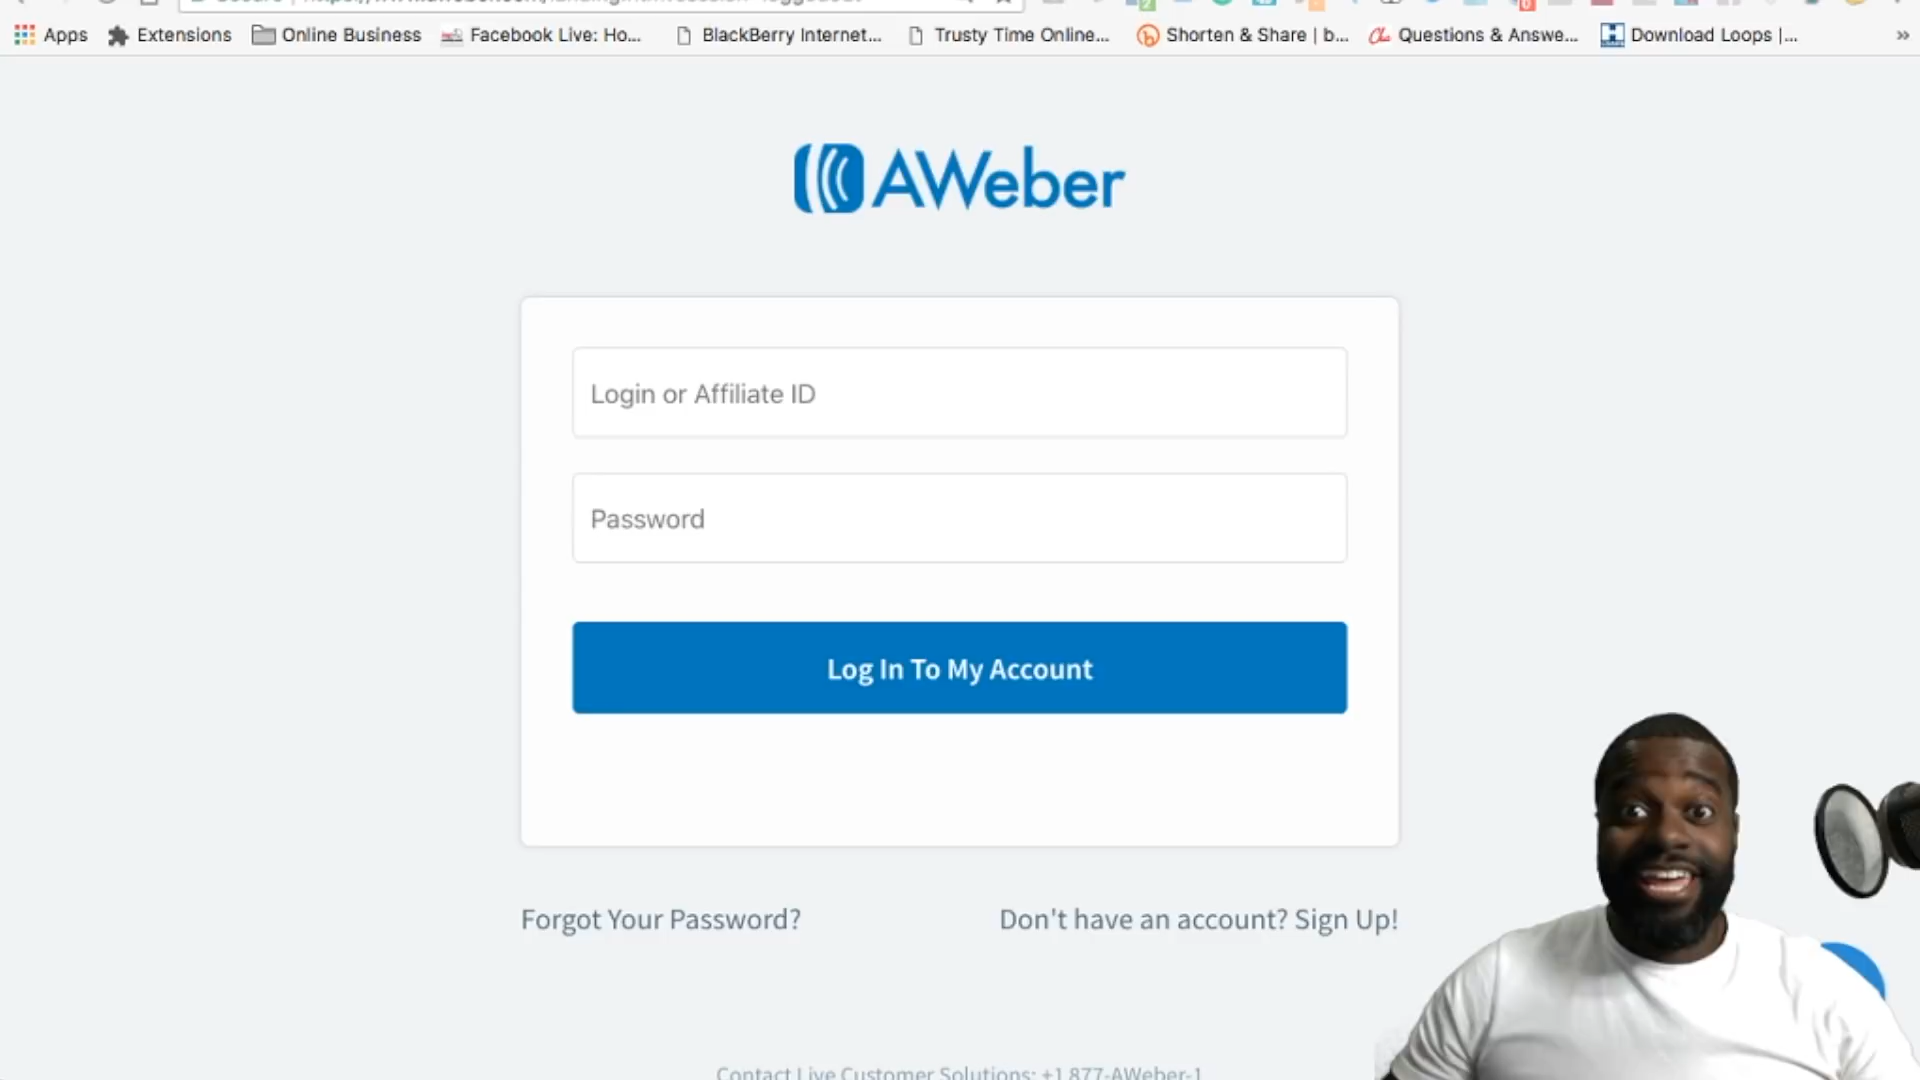 Apps Extensions Online Business Facebook Live: Ho... BlackBerry Internet... Trusty Time Online... Shorten & Share | b... Questions & Answe... Download Loops |... »
AWeber
Login or Affiliate ID
Password
Log In To My Account
Forgot Your Password? Don't have an account? Sign Up!
Contact Live Customer Solutions: +1 877-AWeber-1